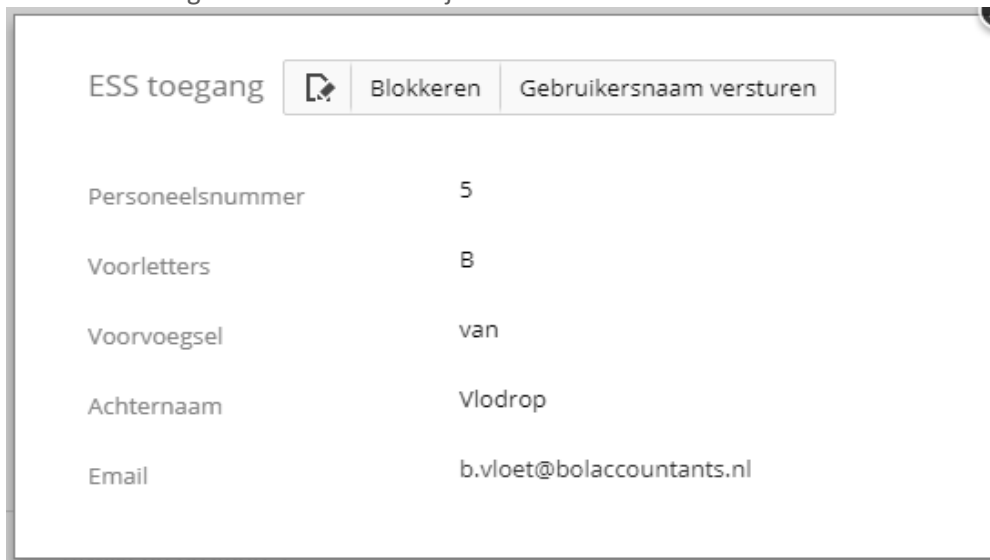 ESS toegang Blokkeren Gebruikersnaam versturen
Personeelsnummer 5
Voorletters B
Voorvoegsel van
Achternaam Vlodrop
Email b.vloet@bolaccountants.nl